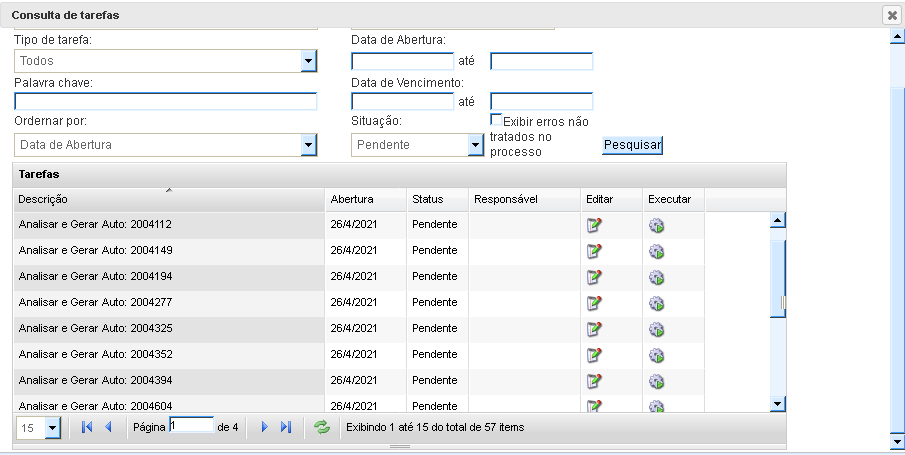 Consulta de tarefas
Tipo de tarefa:
Data de Abertura:
Todos
até
Palavra chave:
Data de Vencimento:
até
Ordernar por:
Situação:
Exibir erros não
tratados no
processo
Data de Abertura
Pendente
Pesquisar
Tarefas
Descrição Abertura Status Responsável Editar Executar
Analisar e Gerar Auto: 2004112 26/4/2021 Pendente
Analisar e Gerar Auto: 2004149 26/4/2021 Pendente
Analisar e Gerar Auto: 2004194 26/4/2021 Pendente
Analisar e Gerar Auto: 2004277 26/4/2021 Pendente
Analisar e Gerar Auto: 2004325 26/4/2021 Pendente
Analisar e Gerar Auto: 2004352 26/4/2021 Pendente
Analisar e Gerar Auto: 2004394 26/4/2021 Pendente
Analisar e Gerar Auto: 2004604 26/4/2021 Pendente
15 Página 1 de 4 Exibindo 1 até 15 do total de 57 items